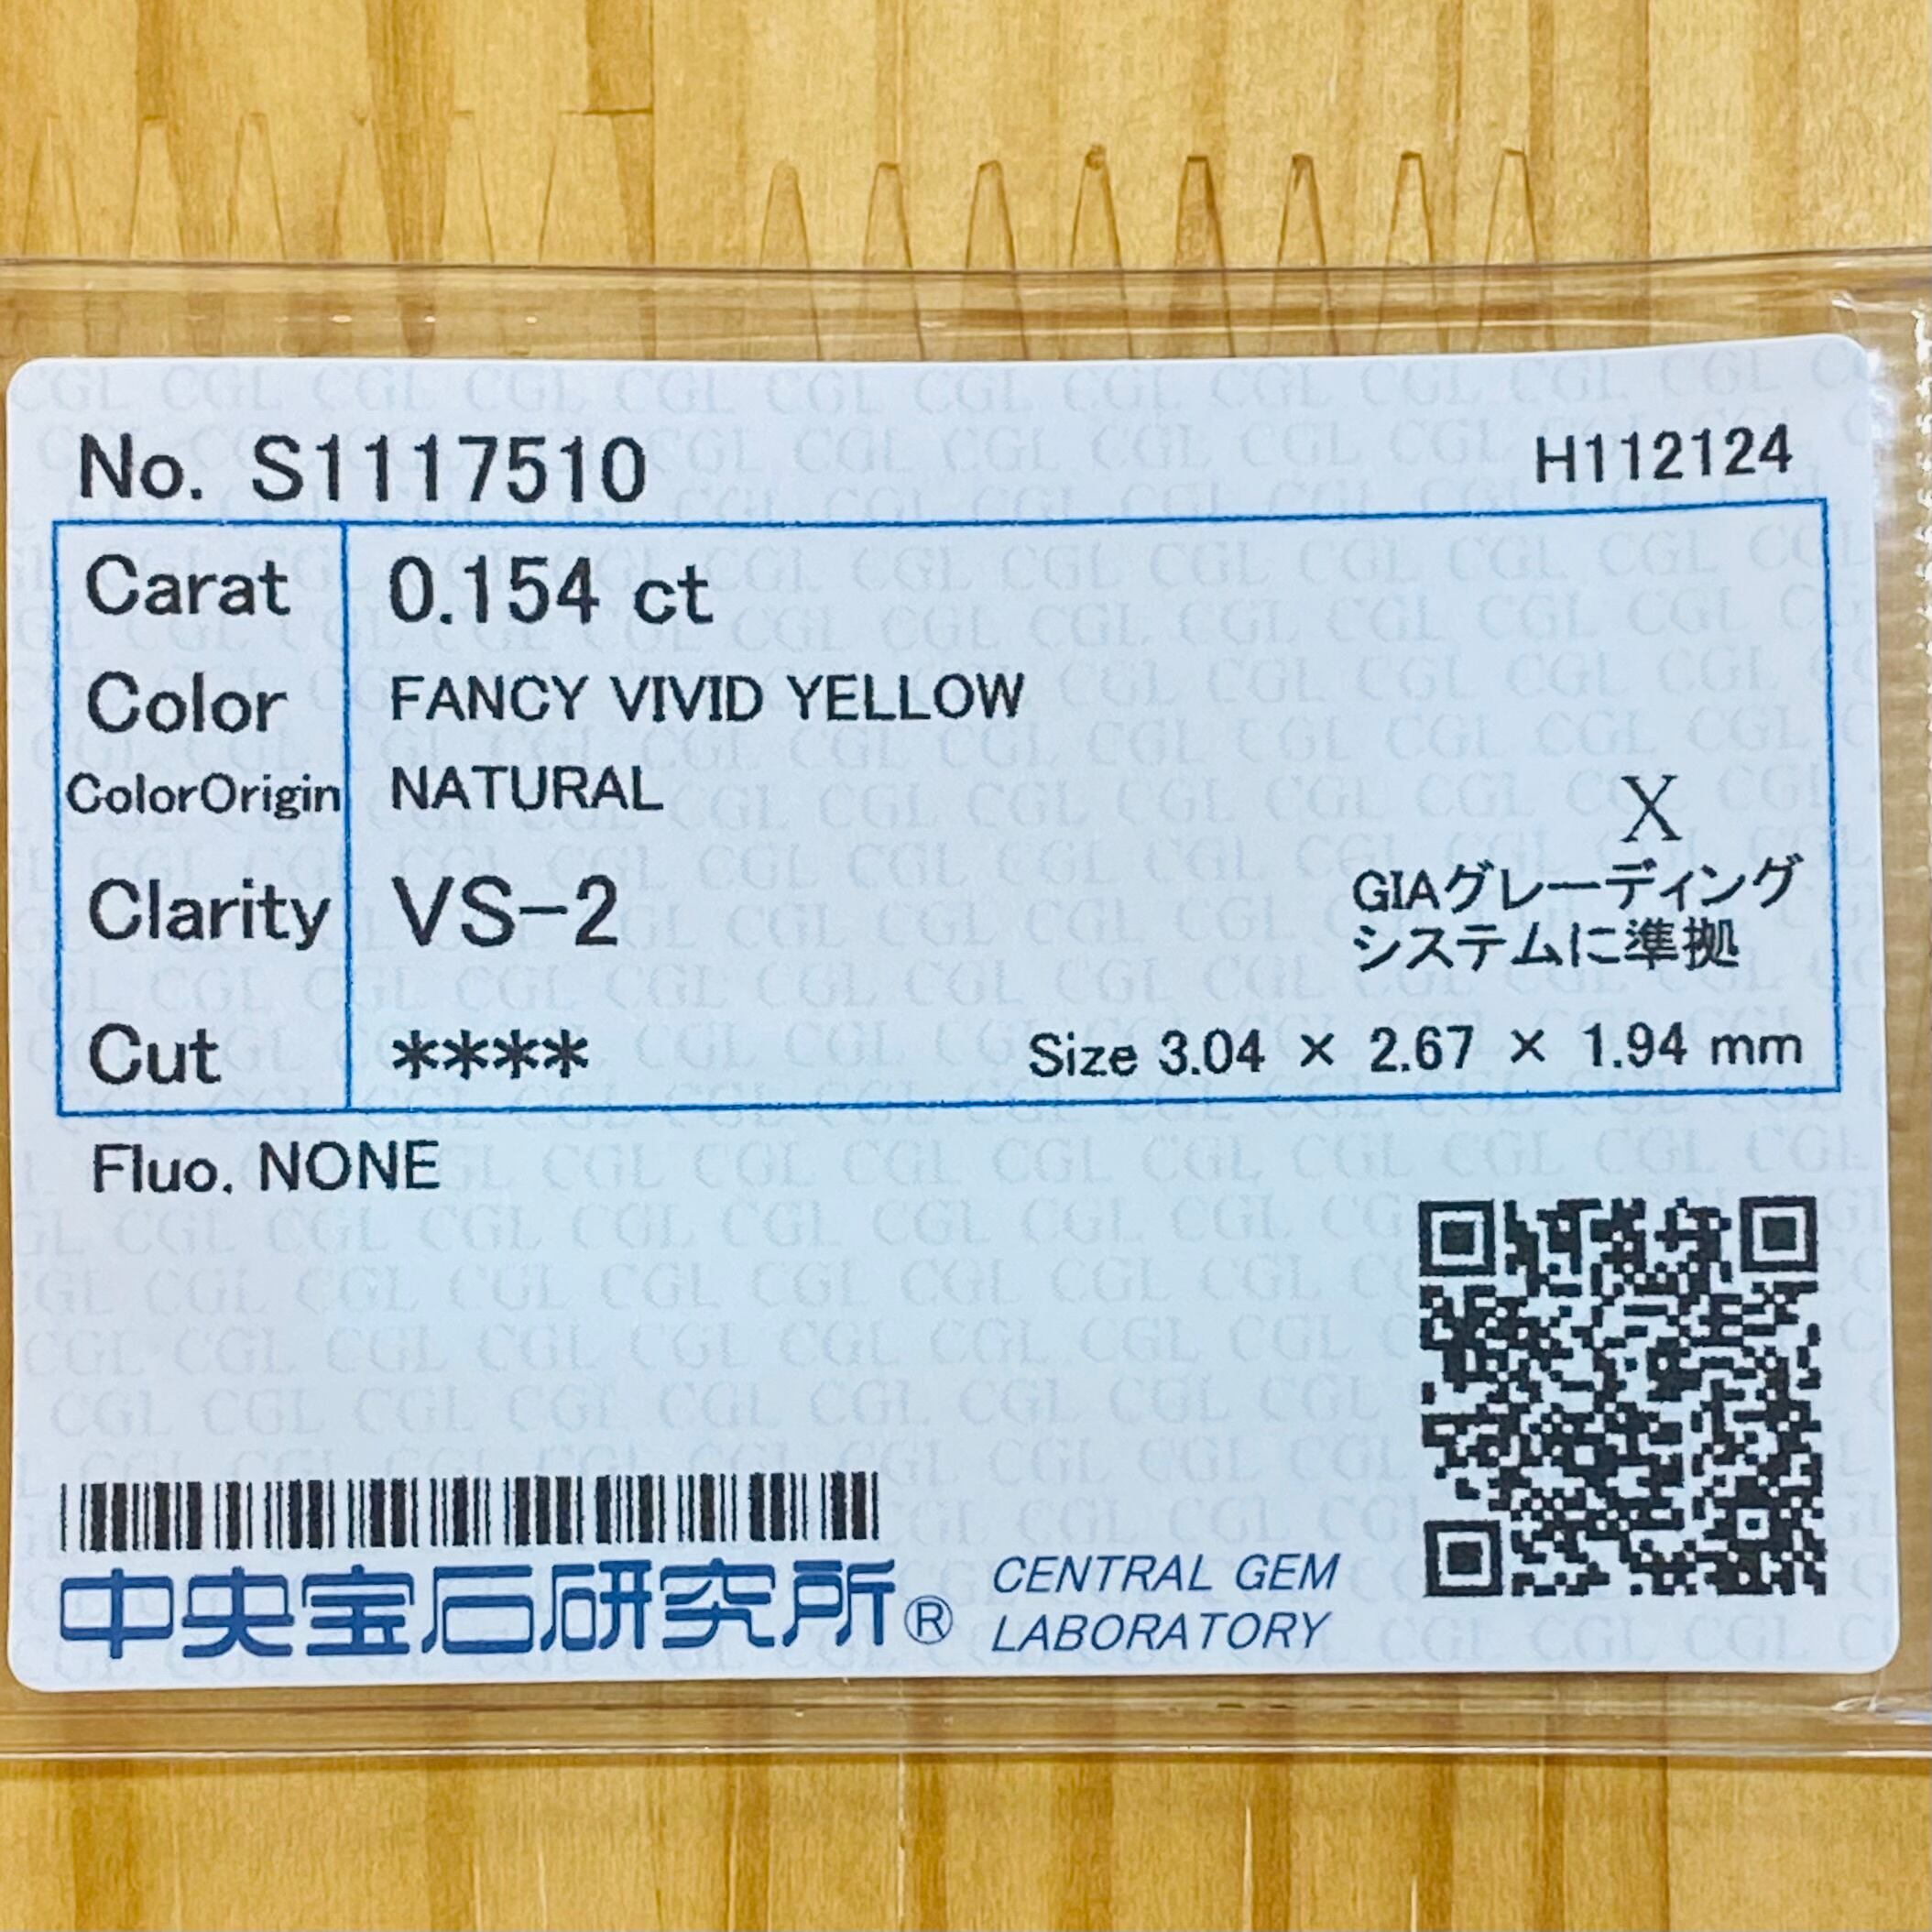 No. S1117510
H112124
Carat 0.154 ct
Color FANCY VIVID YELLOW
ColorOrigin NATURAL
X
Clarity VS-2
GIAグレーディング
システムに準拠
Cut ****
Size 3.04 × 2.67 × 1.94 mm
Fluo. NONE
中央宝石研究所®
CENTRAL GEM
LABORATORY